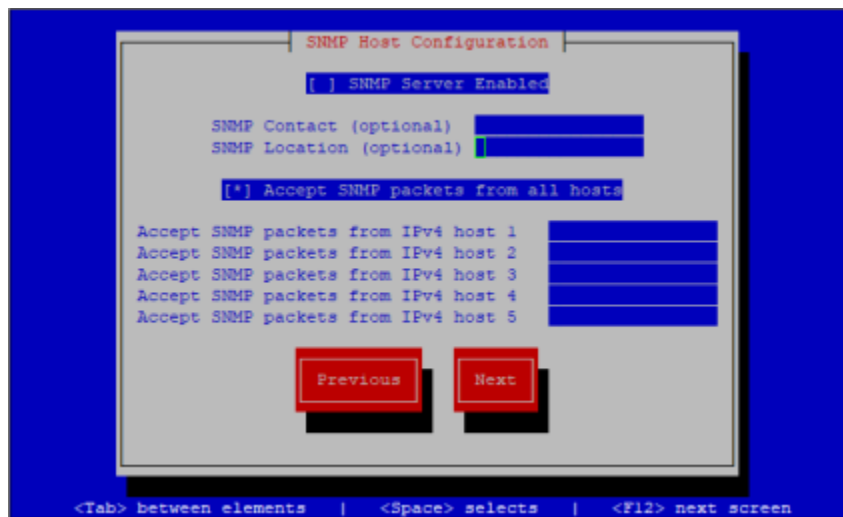 SNMP Host Configuration
[ ] SNMP Server Enabled
SNMP Contact (optional)
SNMP Location (optional)
[*] Accept SNMP packets from all hosts
Accept SNMP packets from IPv4 host 1
Accept SNMP packets from IPv4 host 2
Accept SNMP packets from IPv4 host 3
Accept SNMP packets from IPv4 host 4
Accept SNMP packets from IPv4 host 5
Previous Next
<Tab> between elements | <Space> selects | <F12> next screen